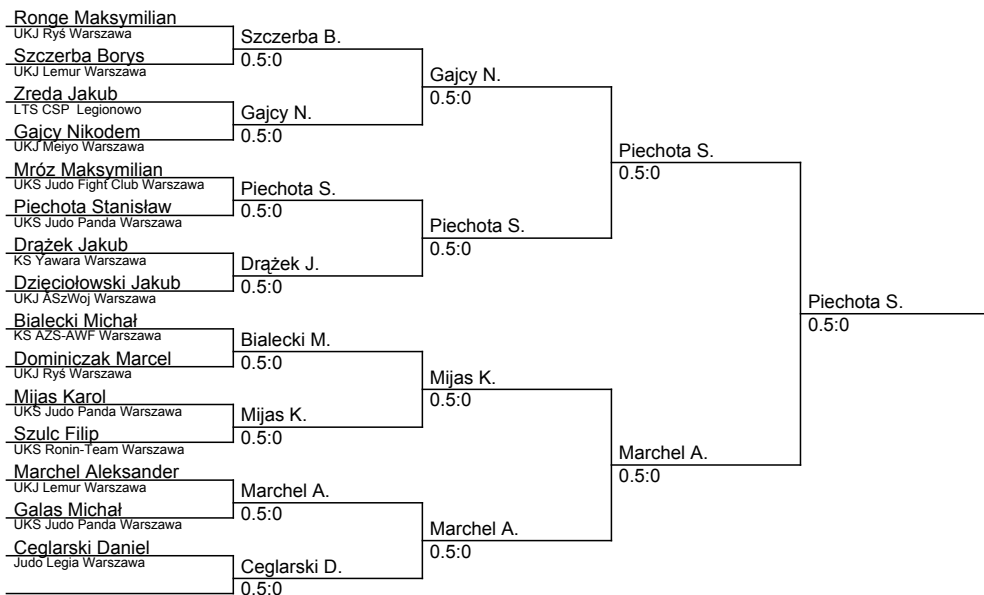 Ronge Maksymilian
UKJ Ryś Warszawa
Szczerba Borys
UKJ Lemur Warszawa
Zreda Jakub
LTS CSP  Legionowo
Gajcy Nikodem
UKJ Meiyo Warszawa
Mróz Maksymilian
UKS Judo Fight Club Warszawa
Piechota Stanisław
UKS Judo Panda Warszawa
Drążek Jakub
KS Yawara Warszawa
Dzięciołowski Jakub
UKJ ASzWoj Warszawa
Bialecki Michał
KS AZS-AWF Warszawa
Dominiczak Marcel
UKJ Ryś Warszawa
Mijas Karol
UKS Judo Panda Warszawa
Szulc Filip
UKS Ronin-Team Warszawa
Marchel Aleksander
UKJ Lemur Warszawa
Galas Michał
UKS Judo Panda Warszawa
Ceglarski Daniel
Judo Legia Warszawa
Szczerba B.
0.5:0
Gajcy N.
0.5:0
Piechota S.
0.5:0
Drążek J.
0.5:0
Bialecki M.
0.5:0
Mijas K.
0.5:0
Marchel A.
0.5:0
Ceglarski D.
0.5:0
Gajcy N.
0.5:0
Piechota S.
0.5:0
Mijas K.
0.5:0
Marchel A.
0.5:0
Piechota S.
0.5:0
Marchel A.
0.5:0
Piechota S.
0.5:0